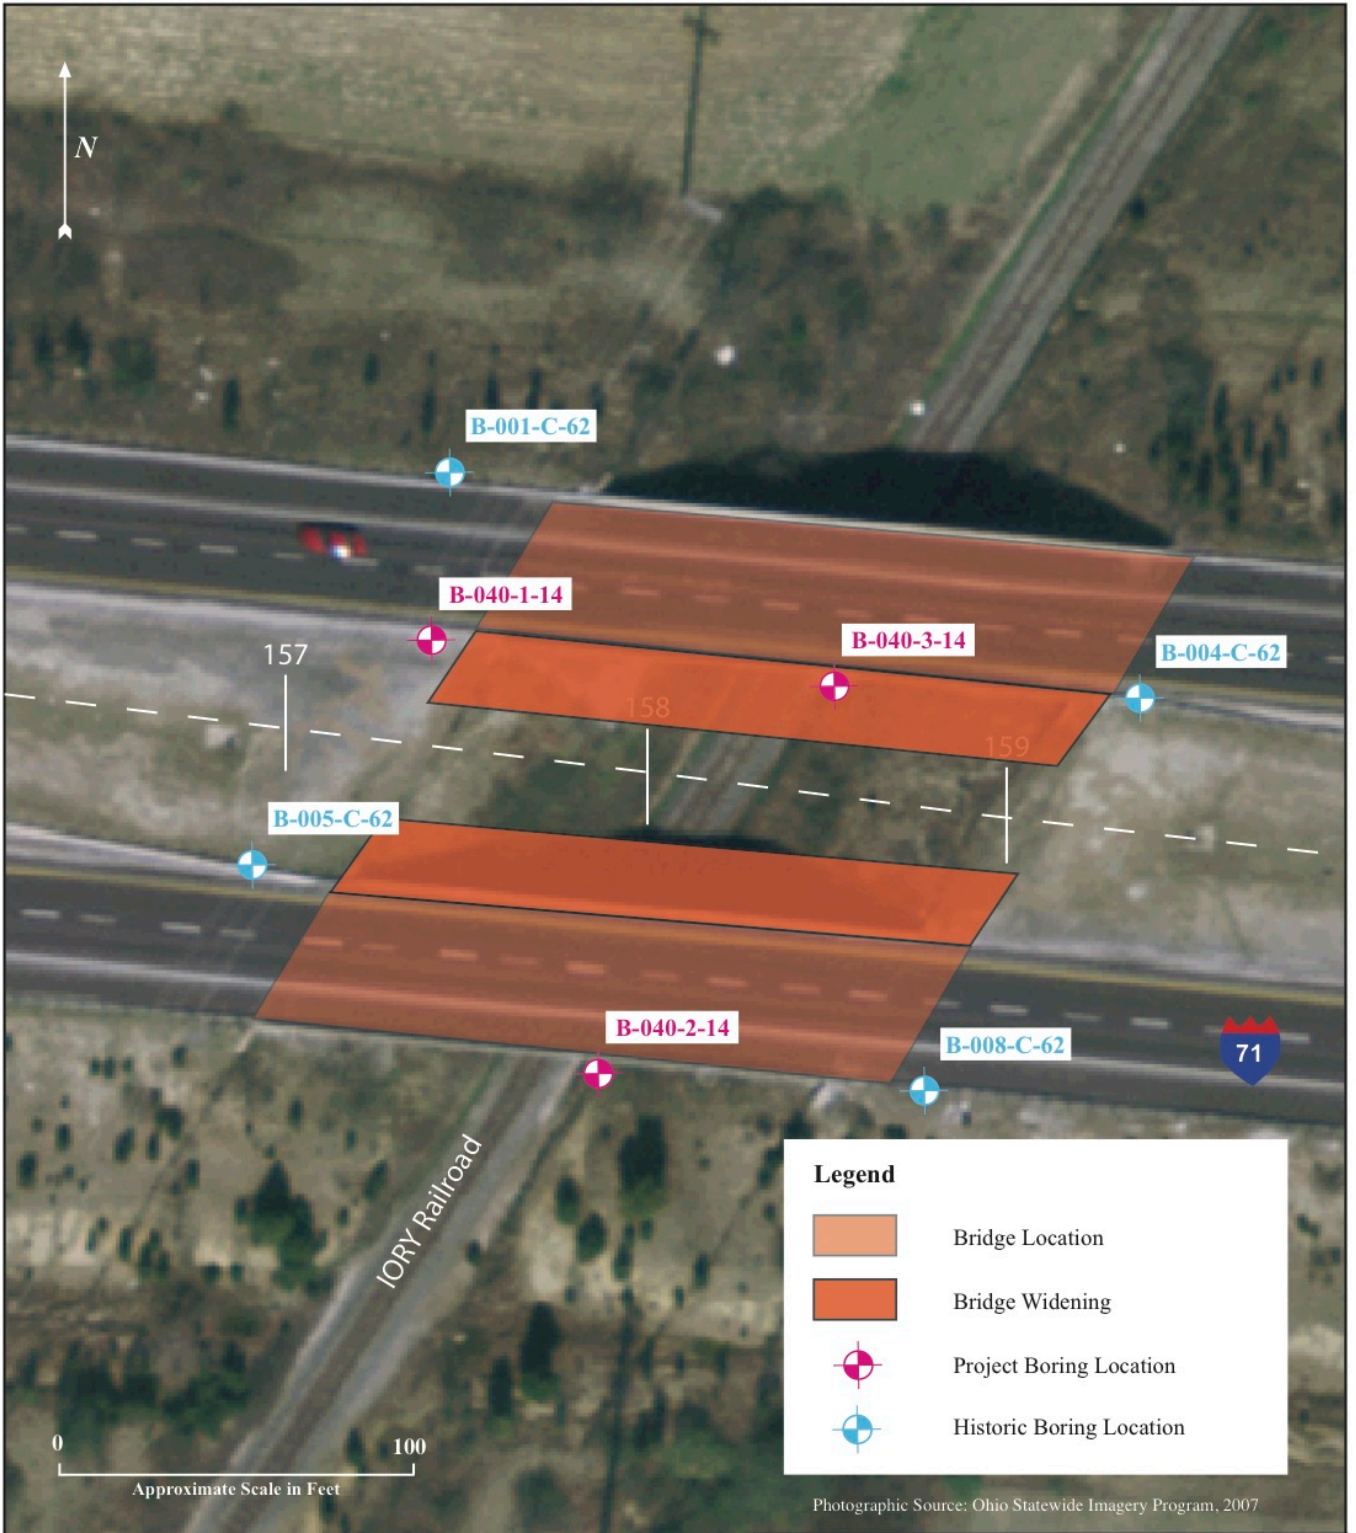 N
B-001-C-62
B-040-1-14
B-040-3-14
B-004-C-62
157
158
159
B-005-C-62
B-040-2-14
B-008-C-62
71
IORY Railroad
Legend
Bridge Location
Bridge Widening
Project Boring Location
Historic Boring Location
0
100
Approximate Scale in Feet
Photographic Source: Ohio Statewide Imagery Program, 2007